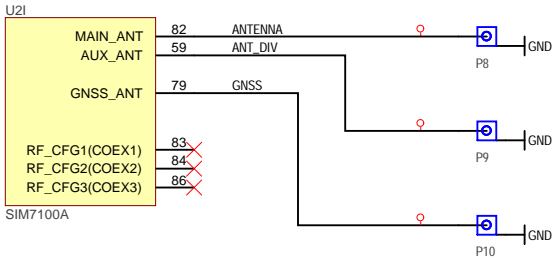 U2I
MAIN_ANT 82 ANTENNA
GND
AUX_ANT 59 ANT_DIV
P8
GNSS_ANT 79 GNSS
GND
RF_CFG1(COEX1) 83
P9
RF_CFG2(COEX2) 84
RF_CFG3(COEX3) 86
SIM7100A
GND
P10